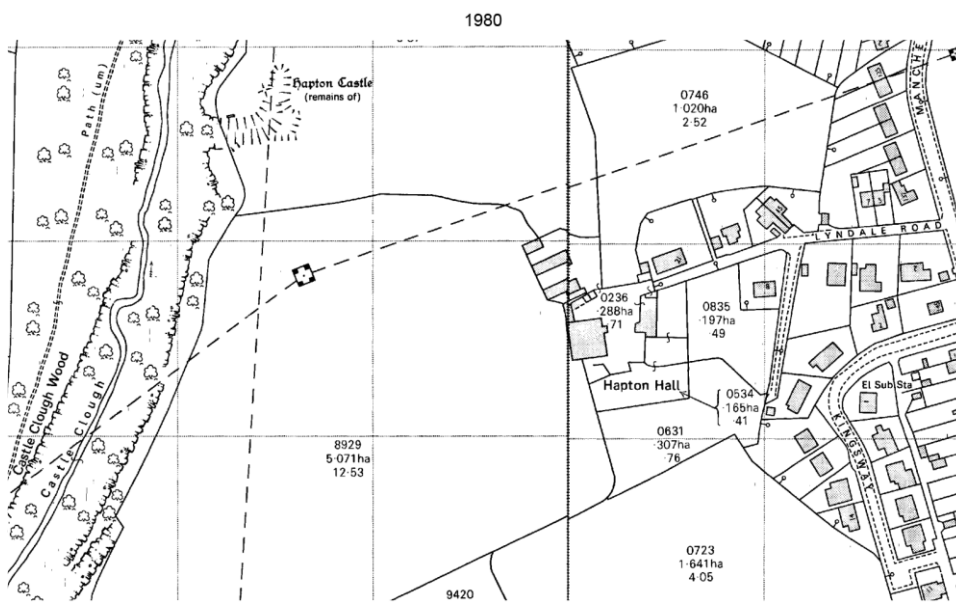 1980
Hapton Castle
(remains of)
Path (um)
0746
1·020ha
2·52
MANCHE
LYNDALE ROAD
0236
·288ha
·71
0835
·197ha
·49
Castle Clough Wood
Castle Clough
Hapton Hall
0534
·165ha
·41
El Sub Sta
KINGSWAY
8929
5·071ha
12·53
0631
·307ha
·76
0723
1·641ha
4·05
9420